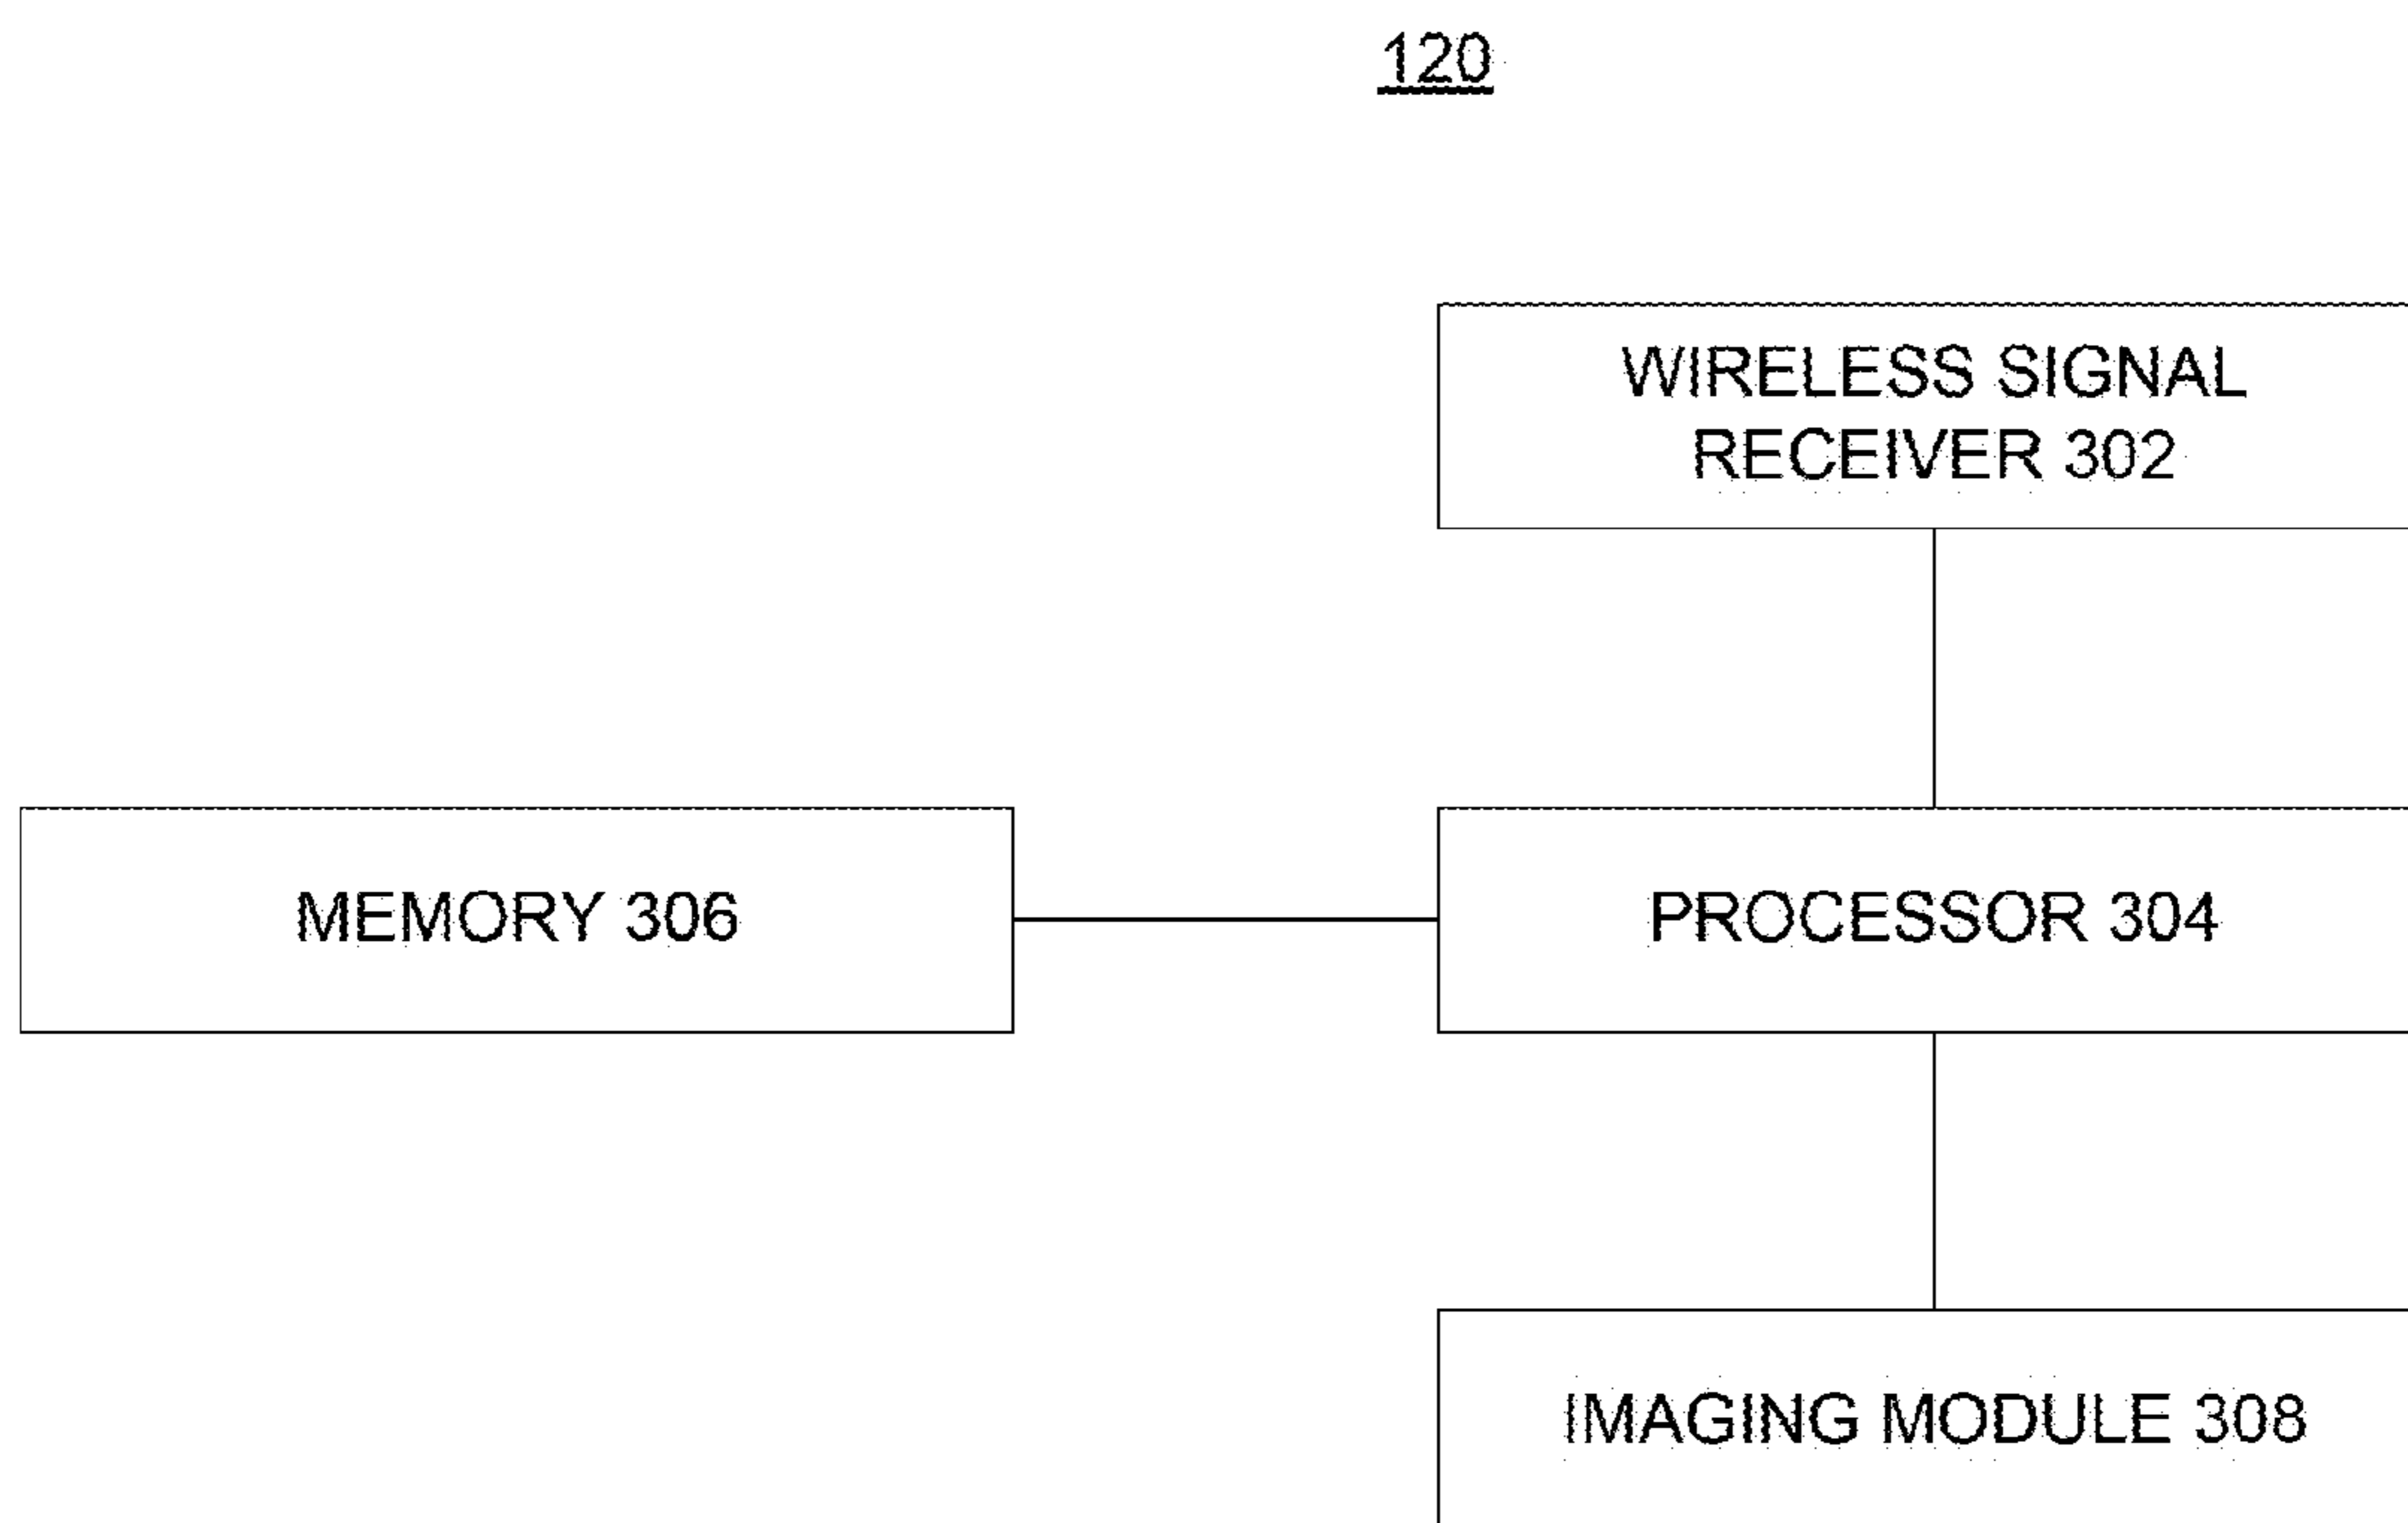 120
WIRELESS SIGNAL
RECEIVER 302
MEMORY 306
PROCESSOR 304
IMAGING MODULE 308